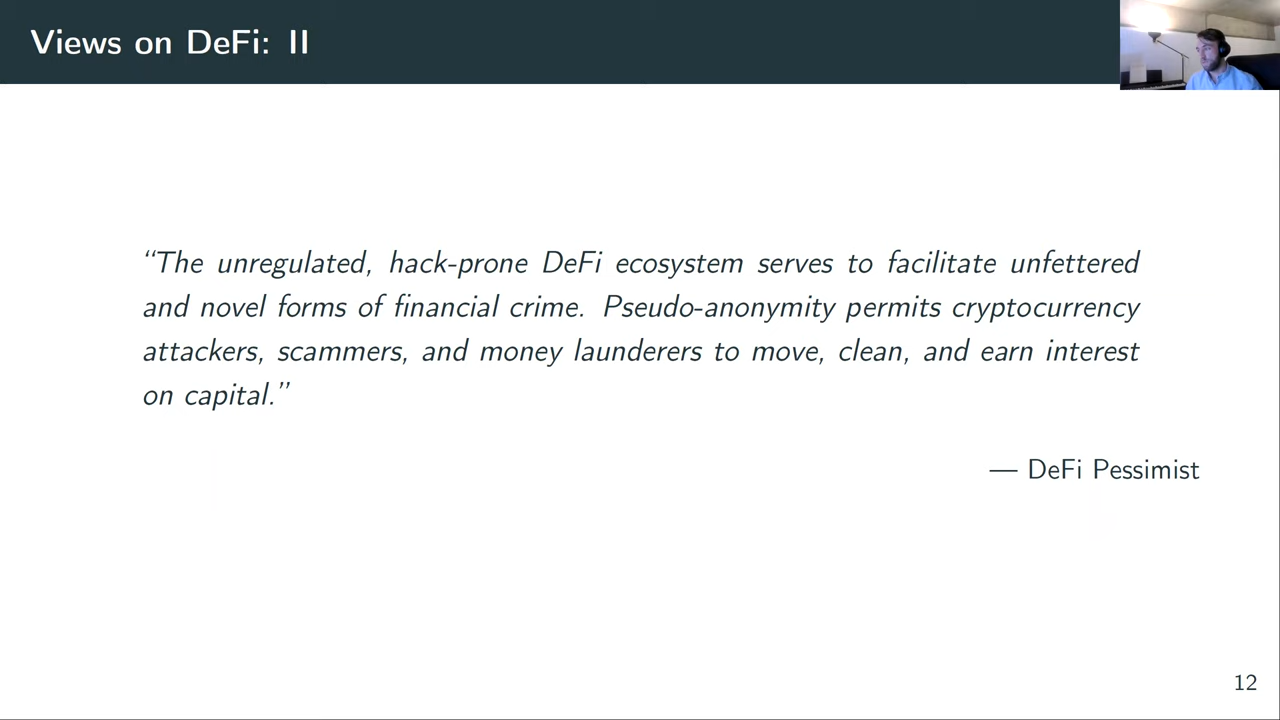 Views on DeFi: II
“The unregulated, hack-prone DeFi ecosystem serves to facilitate unfettered
and novel forms of financial crime. Pseudo-anonymity permits cryptocurrency
attackers, scammers, and money launderers to move, clean, and earn interest
on capital.”
— DeFi Pessimist
12